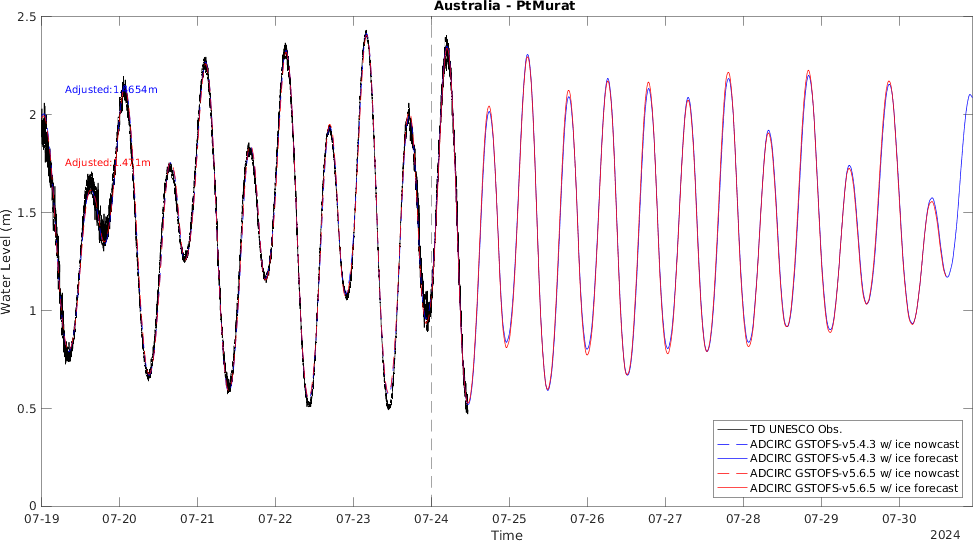 Australia - PtMurat
2.5
2
1.5
1
0.5
0
Water Level (m)
Adjusted:1.4654m
Adjusted:1.471m
TD UNESCO Obs.
ADCIRC GSTOFS-v5.4.3 w/ ice nowcast
ADCIRC GSTOFS-v5.4.3 w/ ice forecast
ADCIRC GSTOFS-v5.6.5 w/ ice nowcast
ADCIRC GSTOFS-v5.6.5 w/ ice forecast
07-19 07-20 07-21 07-22 07-23 07-24 07-25 07-26 07-27 07-28 07-29 07-30
Time
2024